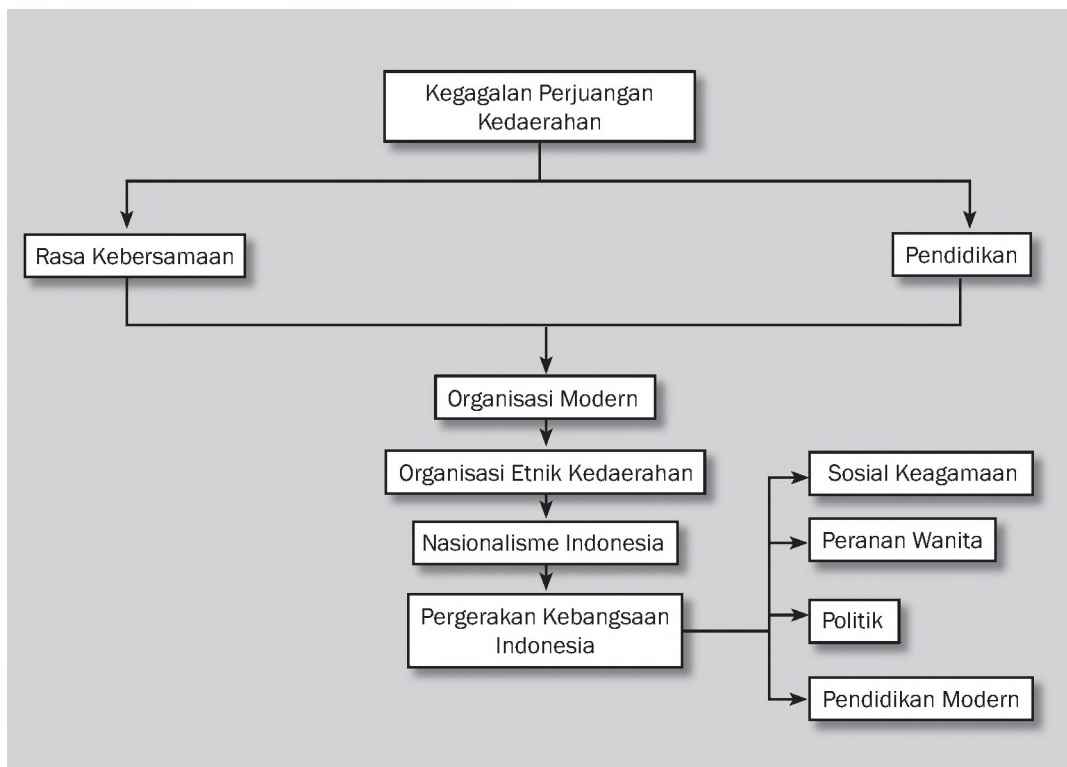 Kegagalan Perjuangan
Kedaerahan
Rasa Kebersamaan
Pendidikan
Organisasi Modern
Organisasi Etnik Kedaerahan
Nasionalisme Indonesia
Pergerakan Kebangsaan
Indonesia
Sosial Keagamaan
Peranan Wanita
Politik
Pendidikan Modern